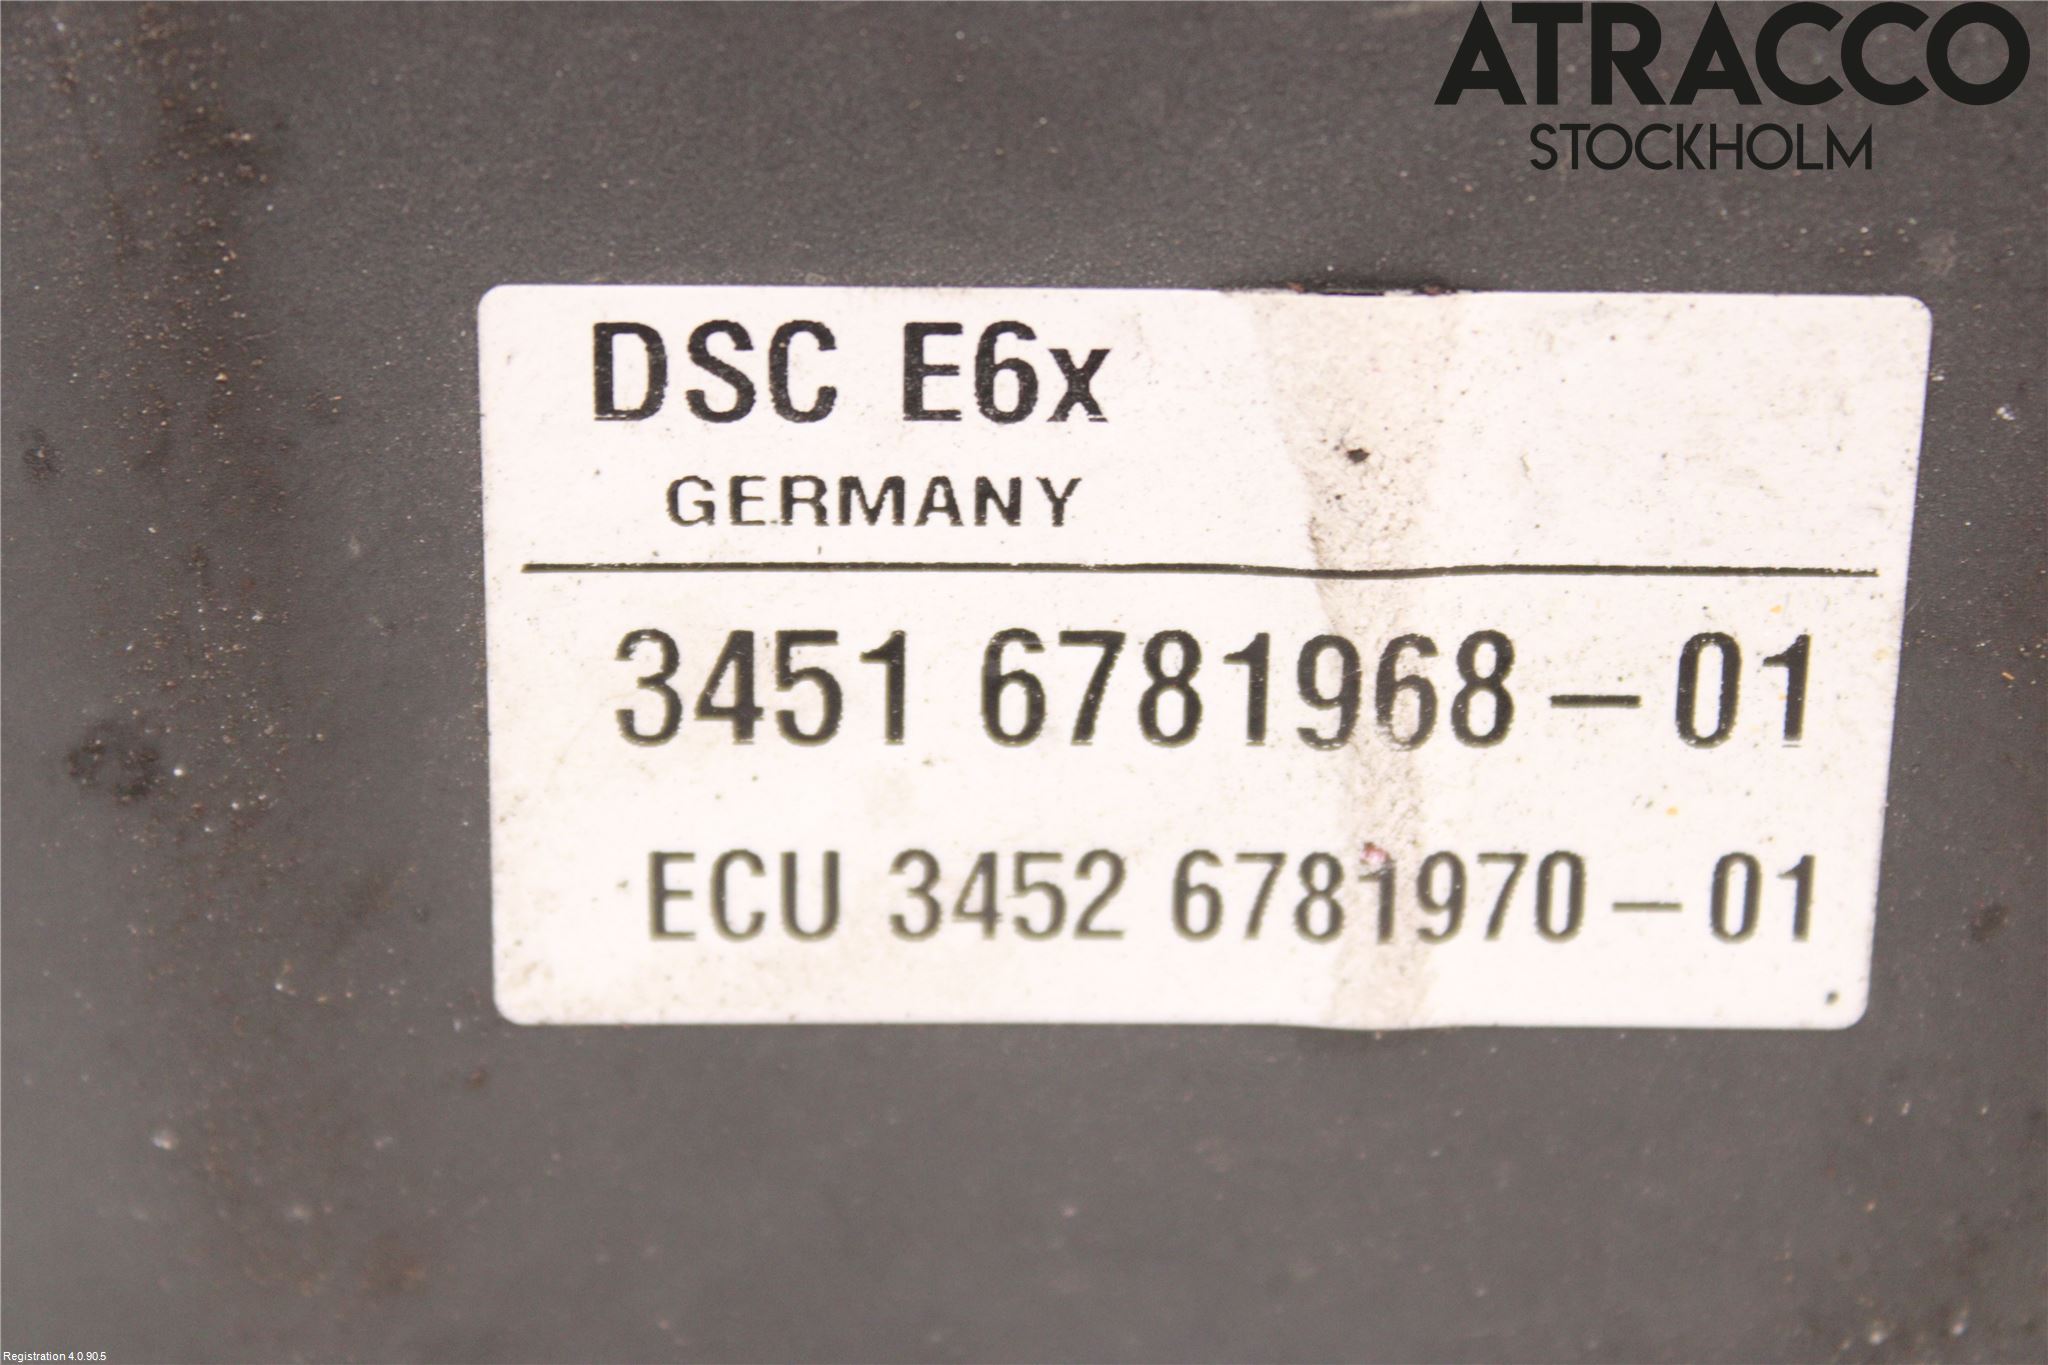 ATRACCO
STOCKHOLM
DSC E6x
GERMANY
3451 6781968-01
ECU 3452 6781970-01
Registration 4.0.90.5